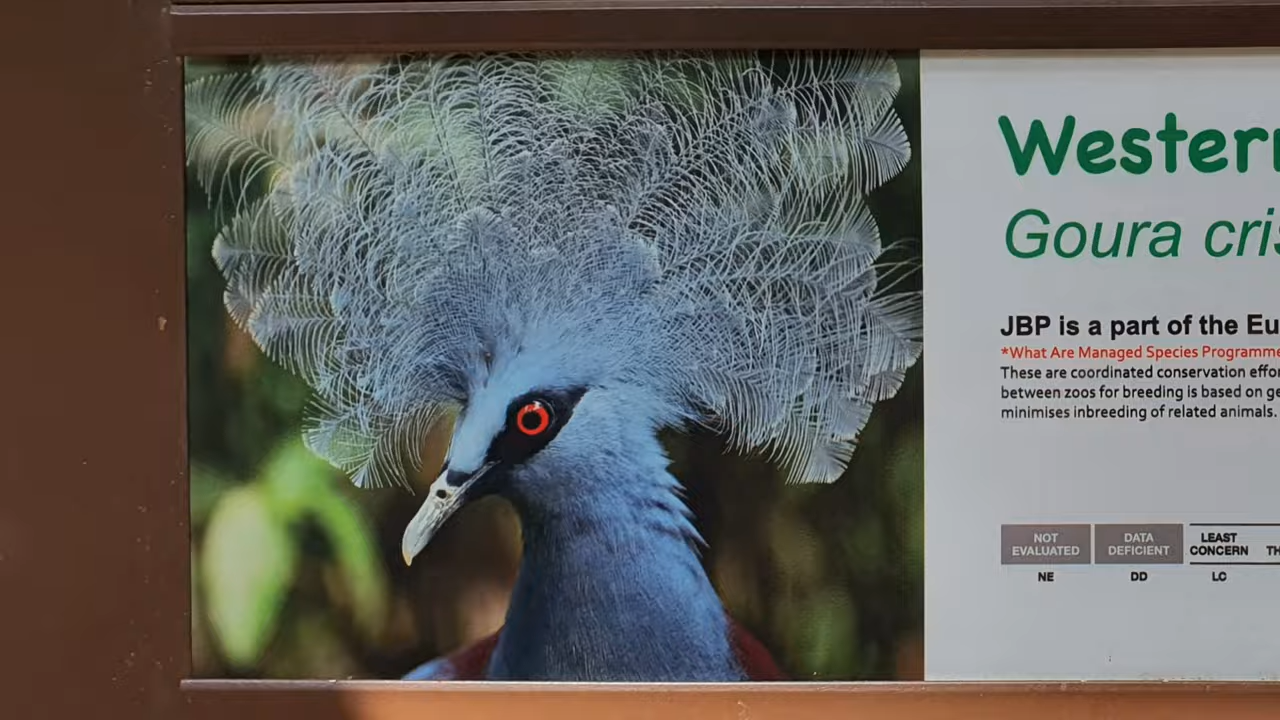 Western
Goura cris
JBP is a part of the Eu
*What Are Managed Species Programme
These are coordinated conservation effor
between zoos for breeding is based on ge
minimises inbreeding of related animals.
NOT EVALUATED
DATA DEFICIENT
LEAST CONCERN
TH
NE
DD
LC